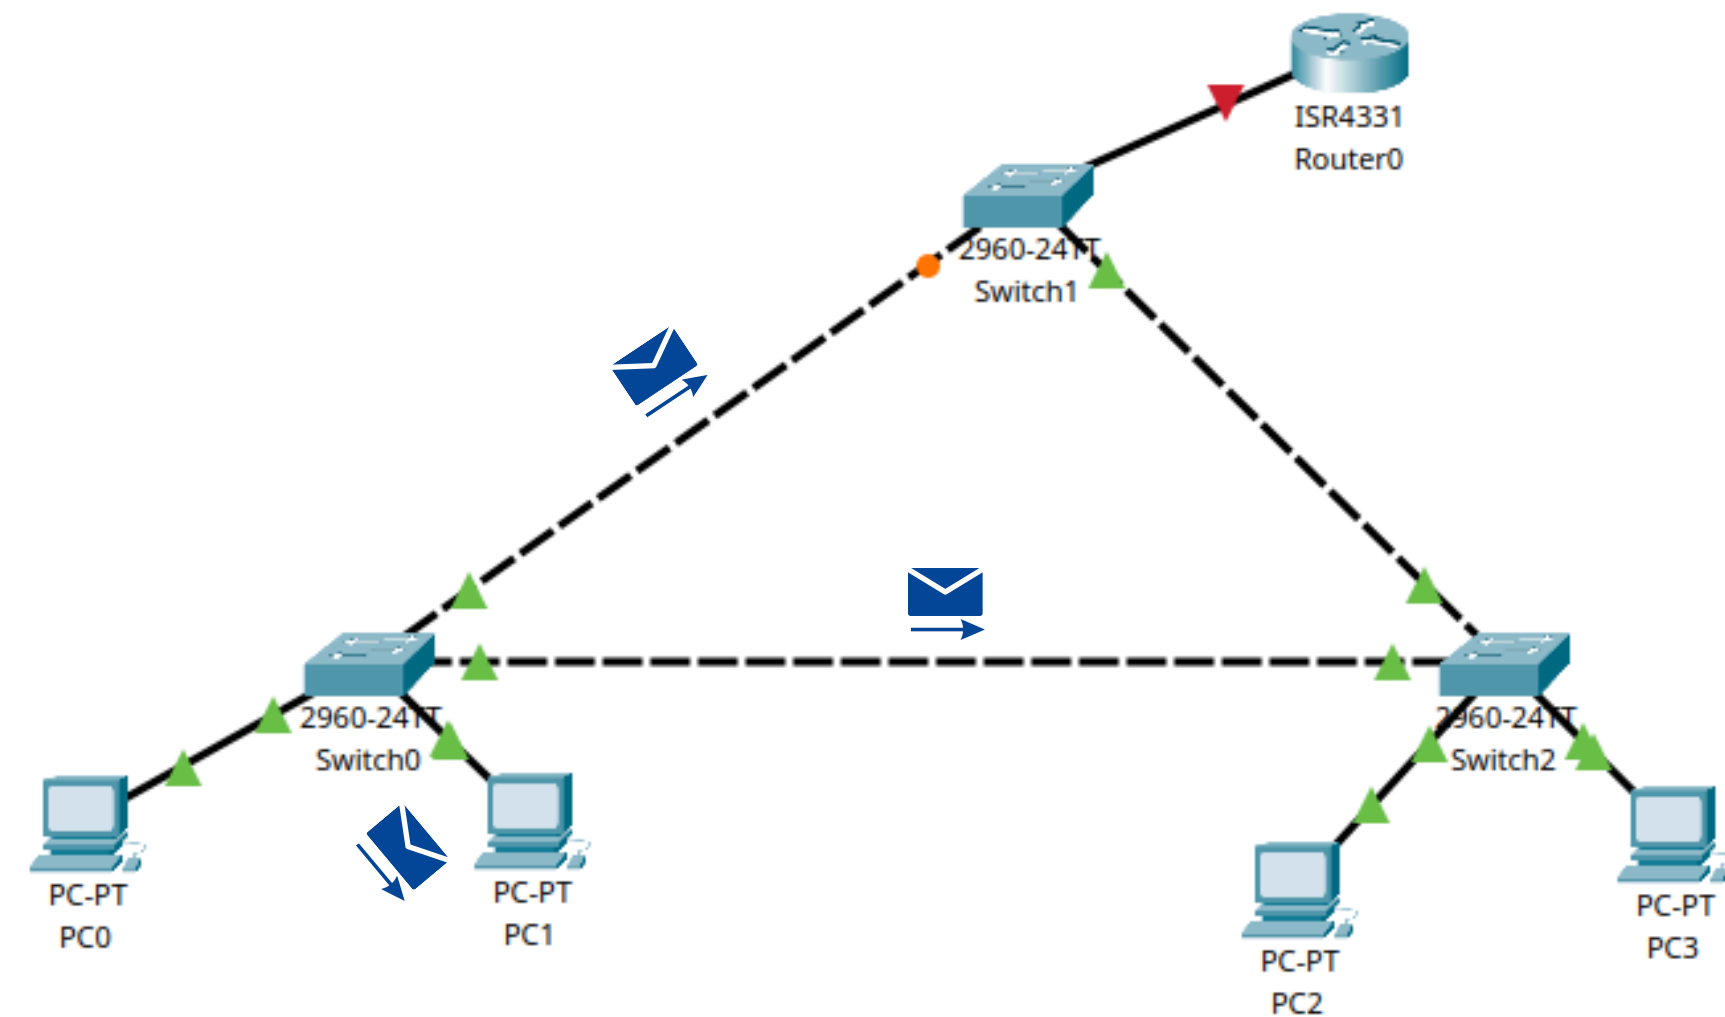 ISR4331
Router0
2960-24TT
Switch1
2960-24TT
Switch0
2960-24TT
Switch2
PC-PT
PC0
PC-PT
PC1
PC-PT
PC2
PC-PT
PC3